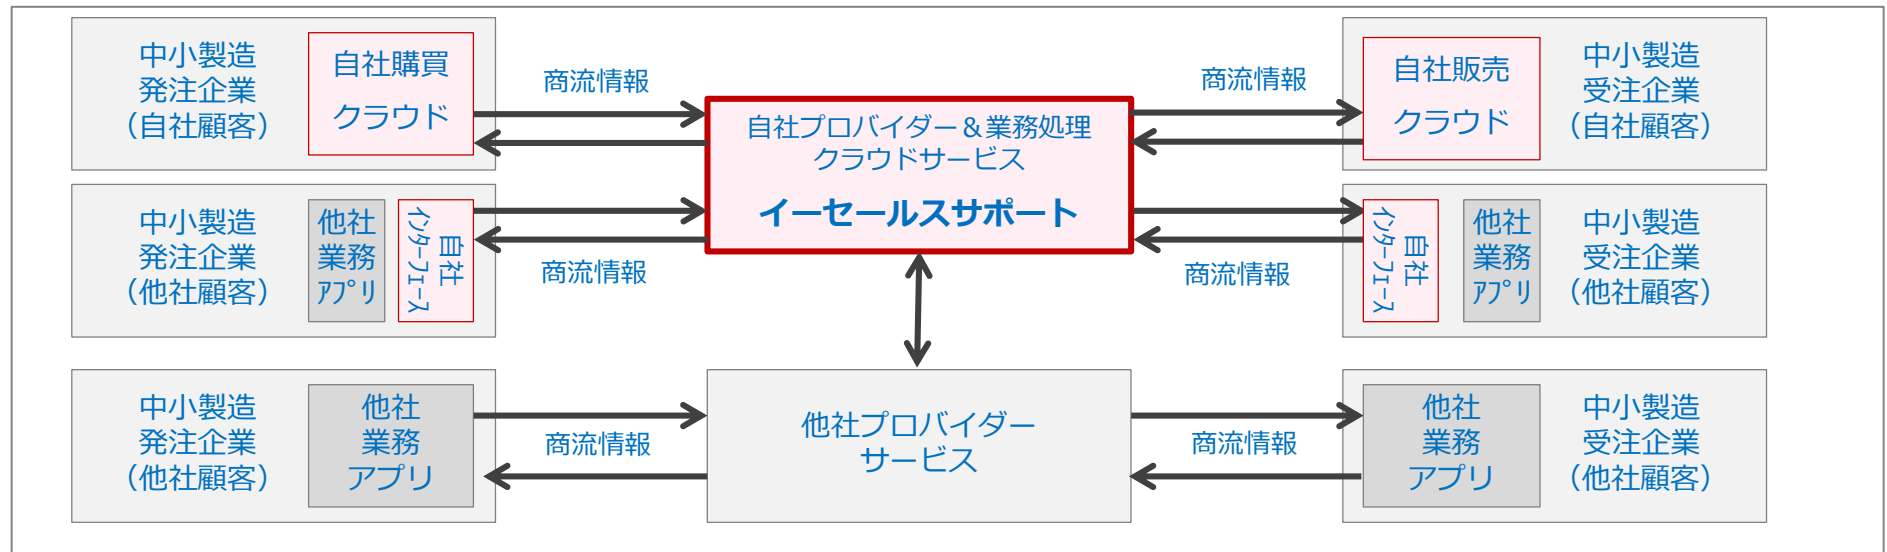 中小製造
発注企業
（自社顧客）
自社購買
クラウド
商流情報
自社プロバイダー＆業務処理
クラウドサービス
イーセールスサポート
商流情報
自社販売
クラウド
中小製造
受注企業
（自社顧客）
中小製造
発注企業
（他社顧客）
他社
業務
ｱﾌﾟﾘ
自社
ｲﾝﾀｰﾌｪｰｽ
商流情報
商流情報
自社
ｲﾝﾀｰﾌｪｰｽ
他社
業務
ｱﾌﾟﾘ
中小製造
受注企業
（他社顧客）
中小製造
発注企業
（他社顧客）
他社
業務
アプリ
商流情報
他社プロバイダー
サービス
商流情報
他社
業務
アプリ
中小製造
受注企業
（他社顧客）